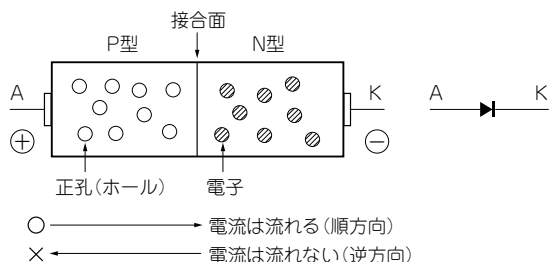 接合面
P型 N型
A K A K
⊕ ⊖
正孔(ホール) 電子
○ 電流は流れる(順方向)
× 電流は流れない(逆方向)